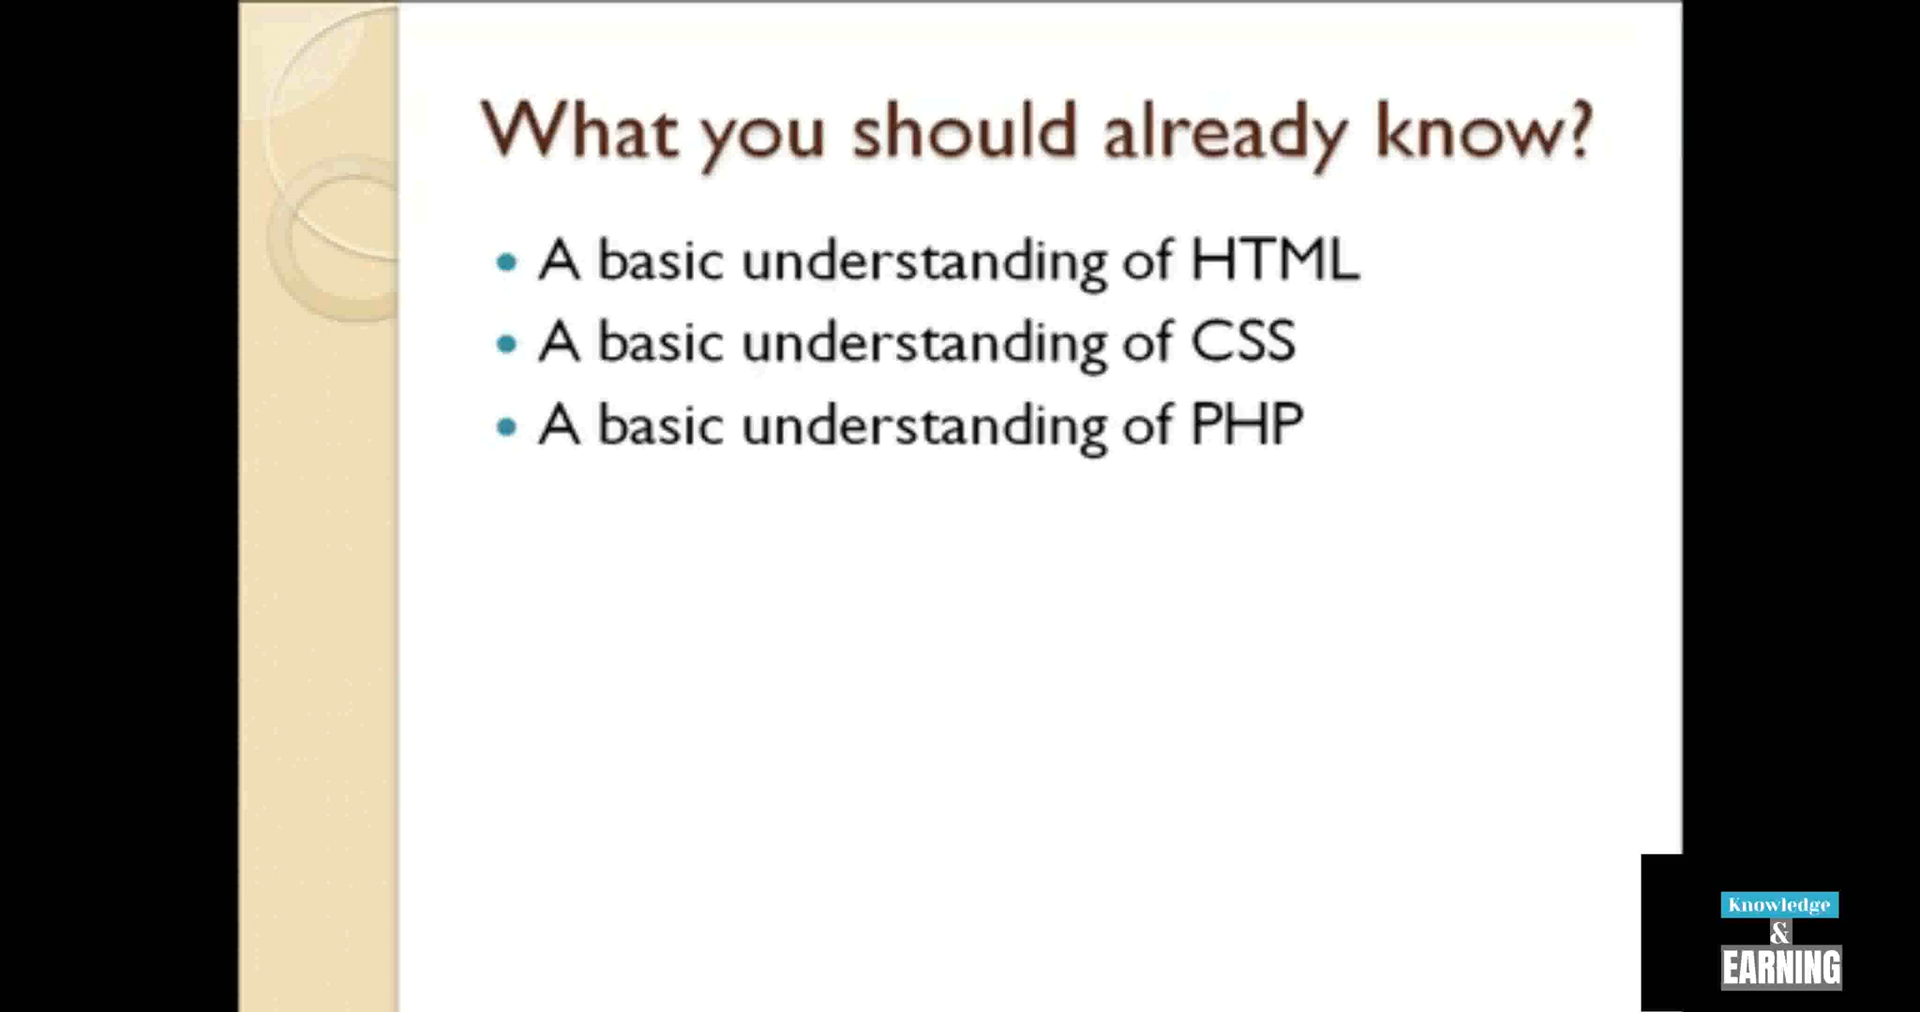 What you should already know?
• A basic understanding of HTML
• A basic understanding of CSS
• A basic understanding of PHP
Knowledge
&
EARNING